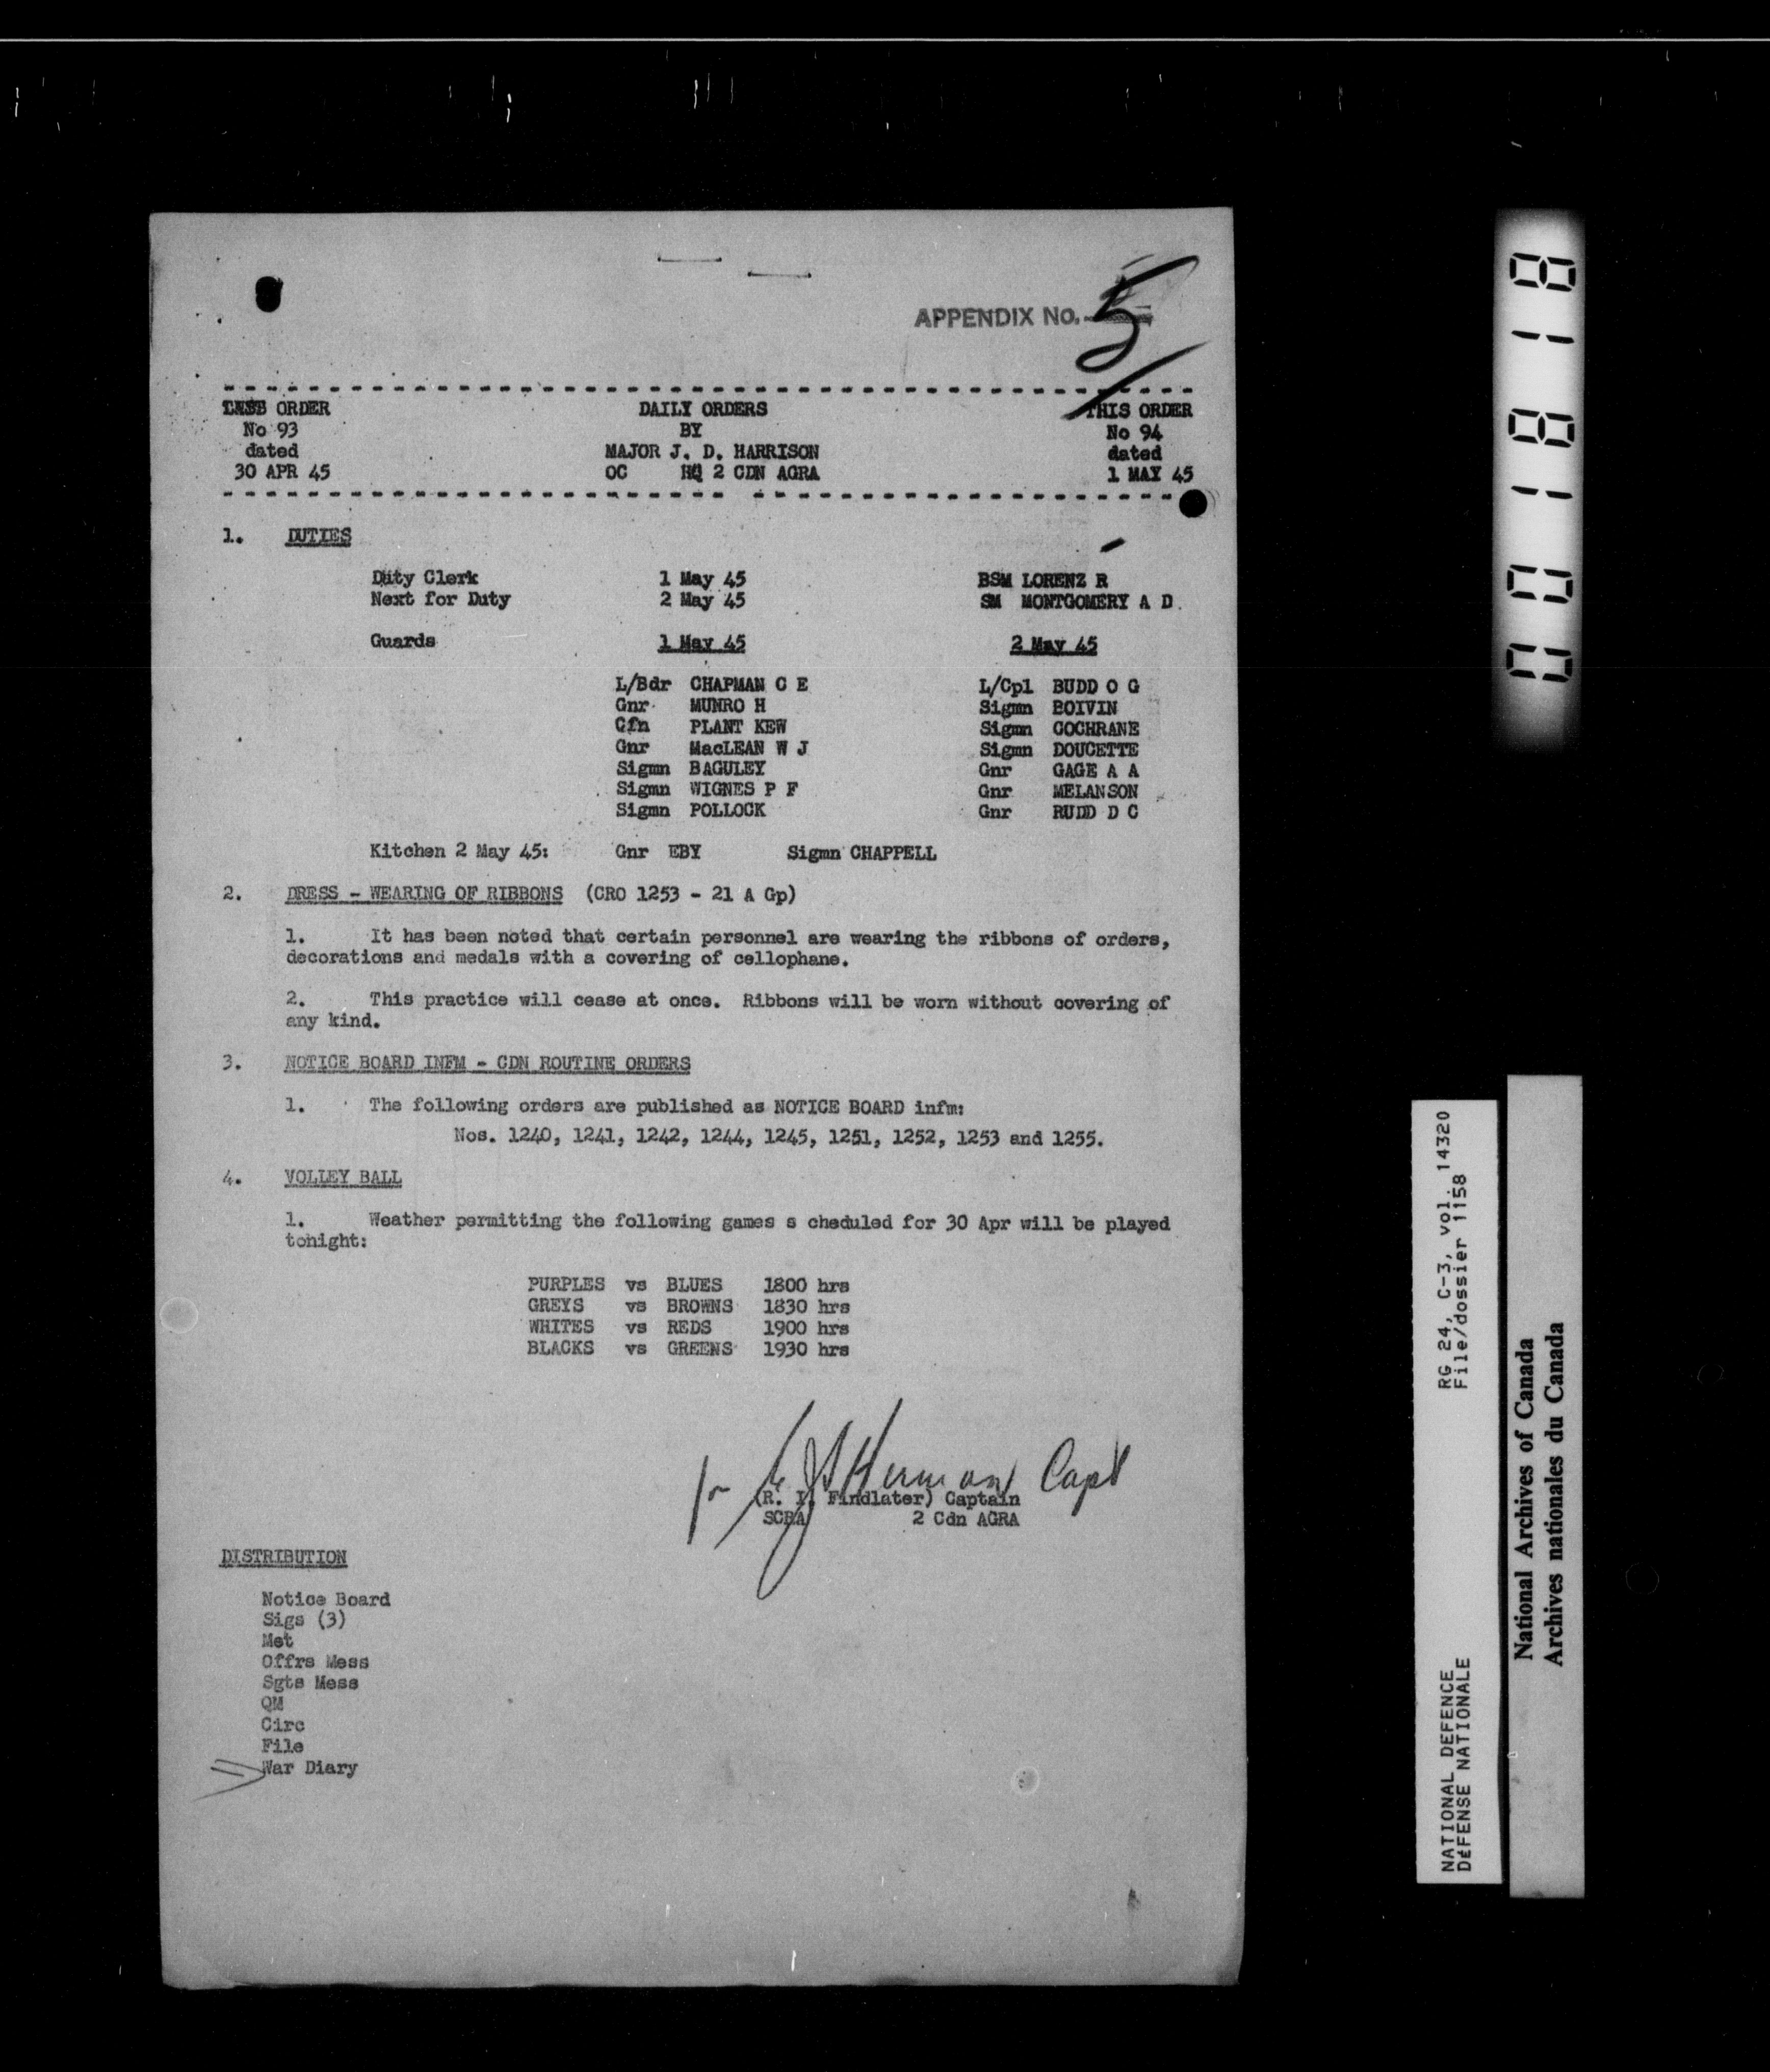 APPENDIX No. 5
LAST ORDER DAILY ORDERS THIS ORDER
No 93 BY No 94
dated MAJOR J. D. HARRISON dated
30 APR 45 OC HQ 2 CDN AGRA 1 MAY 45
1. DUTIES
Duty Clerk 1 May 45 BSM LORENZ R
Next for Duty 2 May 45 SM MONTGOMERY A D
Guards 1 May 45 2 May 45
L/Bdr CHAPMAN C E L/Cpl BUDD O G
Gnr MUNRO H Sigmn BOIVIN
Cfn PLANT KEW Sigmn COCHRANE
Gnr MacLEAN W J Sigmn DOUCETTE
Sigmn BAGULEY Gnr GAGE A A
Sigmn WIGNES P F Gnr MELANSON
Sigmn POLLOCK Gnr RUDD D C
Kitchen 2 May 45: Gnr EBY Sigmn CHAPPELL
2. DRESS - WEARING OF RIBBONS (CRO 1253 - 21 A Gp)
1. It has been noted that certain personnel are wearing the ribbons of orders,
decorations and medals with a covering of cellophane.
2. This practice will cease at once. Ribbons will be worn without covering of
any kind.
3. NOTICE BOARD INFM - CDN ROUTINE ORDERS
1. The following orders are published as NOTICE BOARD infm:
Nos. 1240, 1241, 1242, 1244, 1245, 1251, 1252, 1253 and 1255.
4. VOLLEY BALL
1. Weather permitting the following games s cheduled for 30 Apr will be played
tonight:
PURPLES vs BLUES 1800 hrs
GREYS vs BROWNS 1830 hrs
WHITES vs REDS 1900 hrs
BLACKS vs GREENS 1930 hrs
Herman Capt
(R. I. Findlater) Captain
SCRA 2 Cdn AGRA
DISTRIBUTION
Notice Board
Sigs (3)
Met
Offrs Mess
Sgts Mess
QM
Circ
File
War Diary
001818
RG 24, C-3, vol. 14320
File/dossier 1158
NATIONAL DEFENCE
DÉFENSE NATIONALE
National Archives of Canada
Archives nationales du Canada